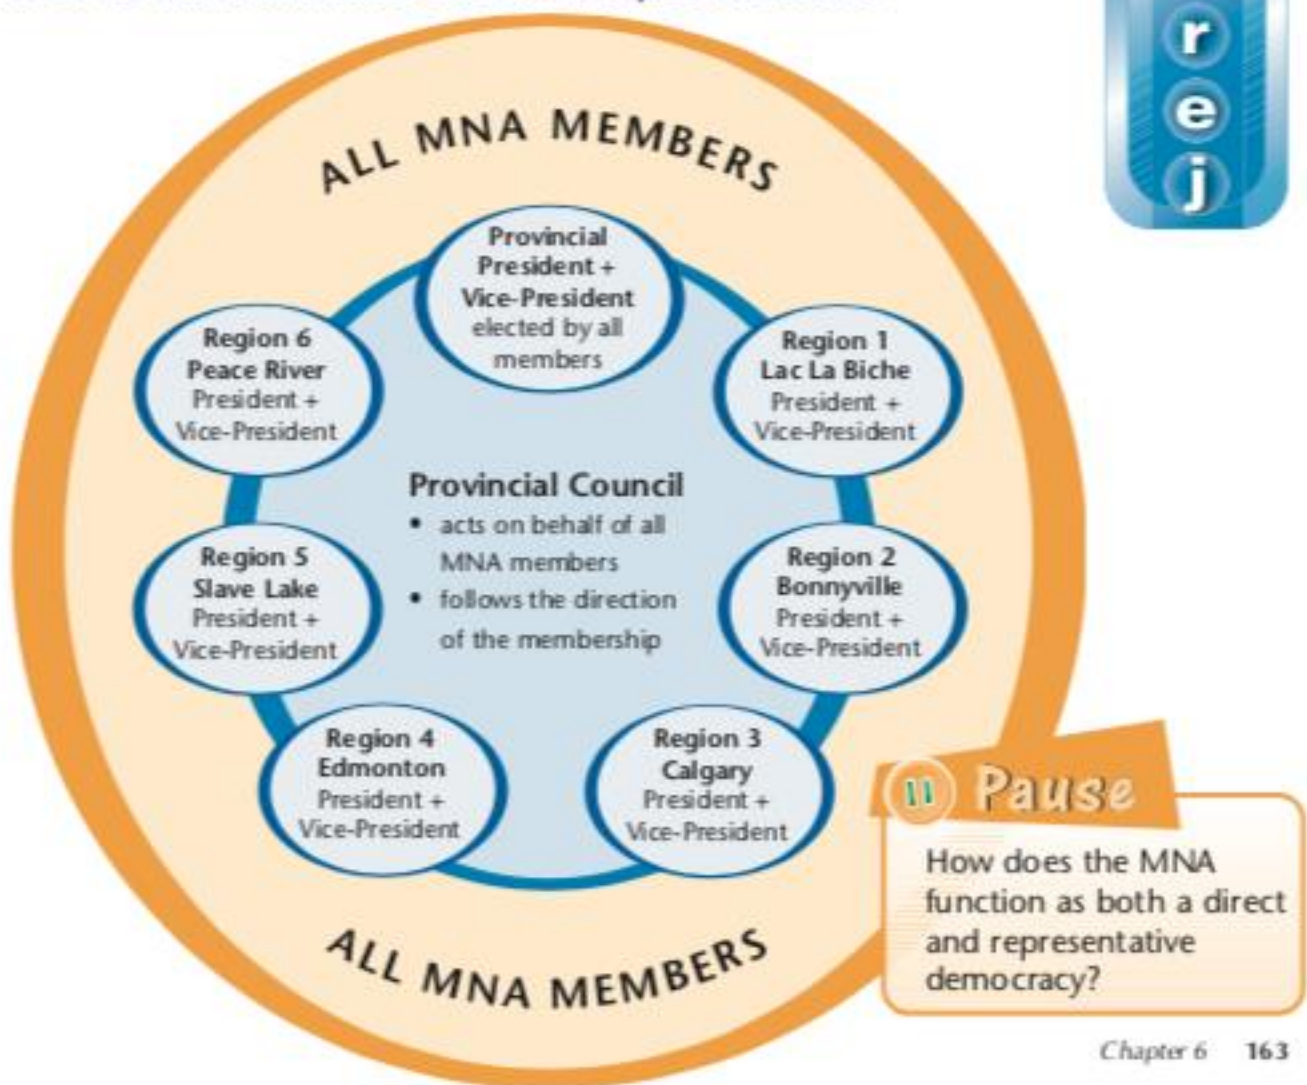 r
e
j
ALL MNA MEMBERS
Provincial
President +
Vice-President
elected by all
members
Region 6
Peace River
President +
Vice-President
Region 1
Lac La Biche
President +
Vice-President
Provincial Council
• acts on behalf of all
MNA members
• follows the direction
of the membership
Region 5
Slave Lake
President +
Vice-President
Region 2
Bonnyville
President +
Vice-President
Region 4
Edmonton
President +
Vice-President
Region 3
Calgary
President +
Vice-President
ALL MNA MEMBERS
Pause
How does the MNA
function as both a direct
and representative
democracy?
Chapter 6 163